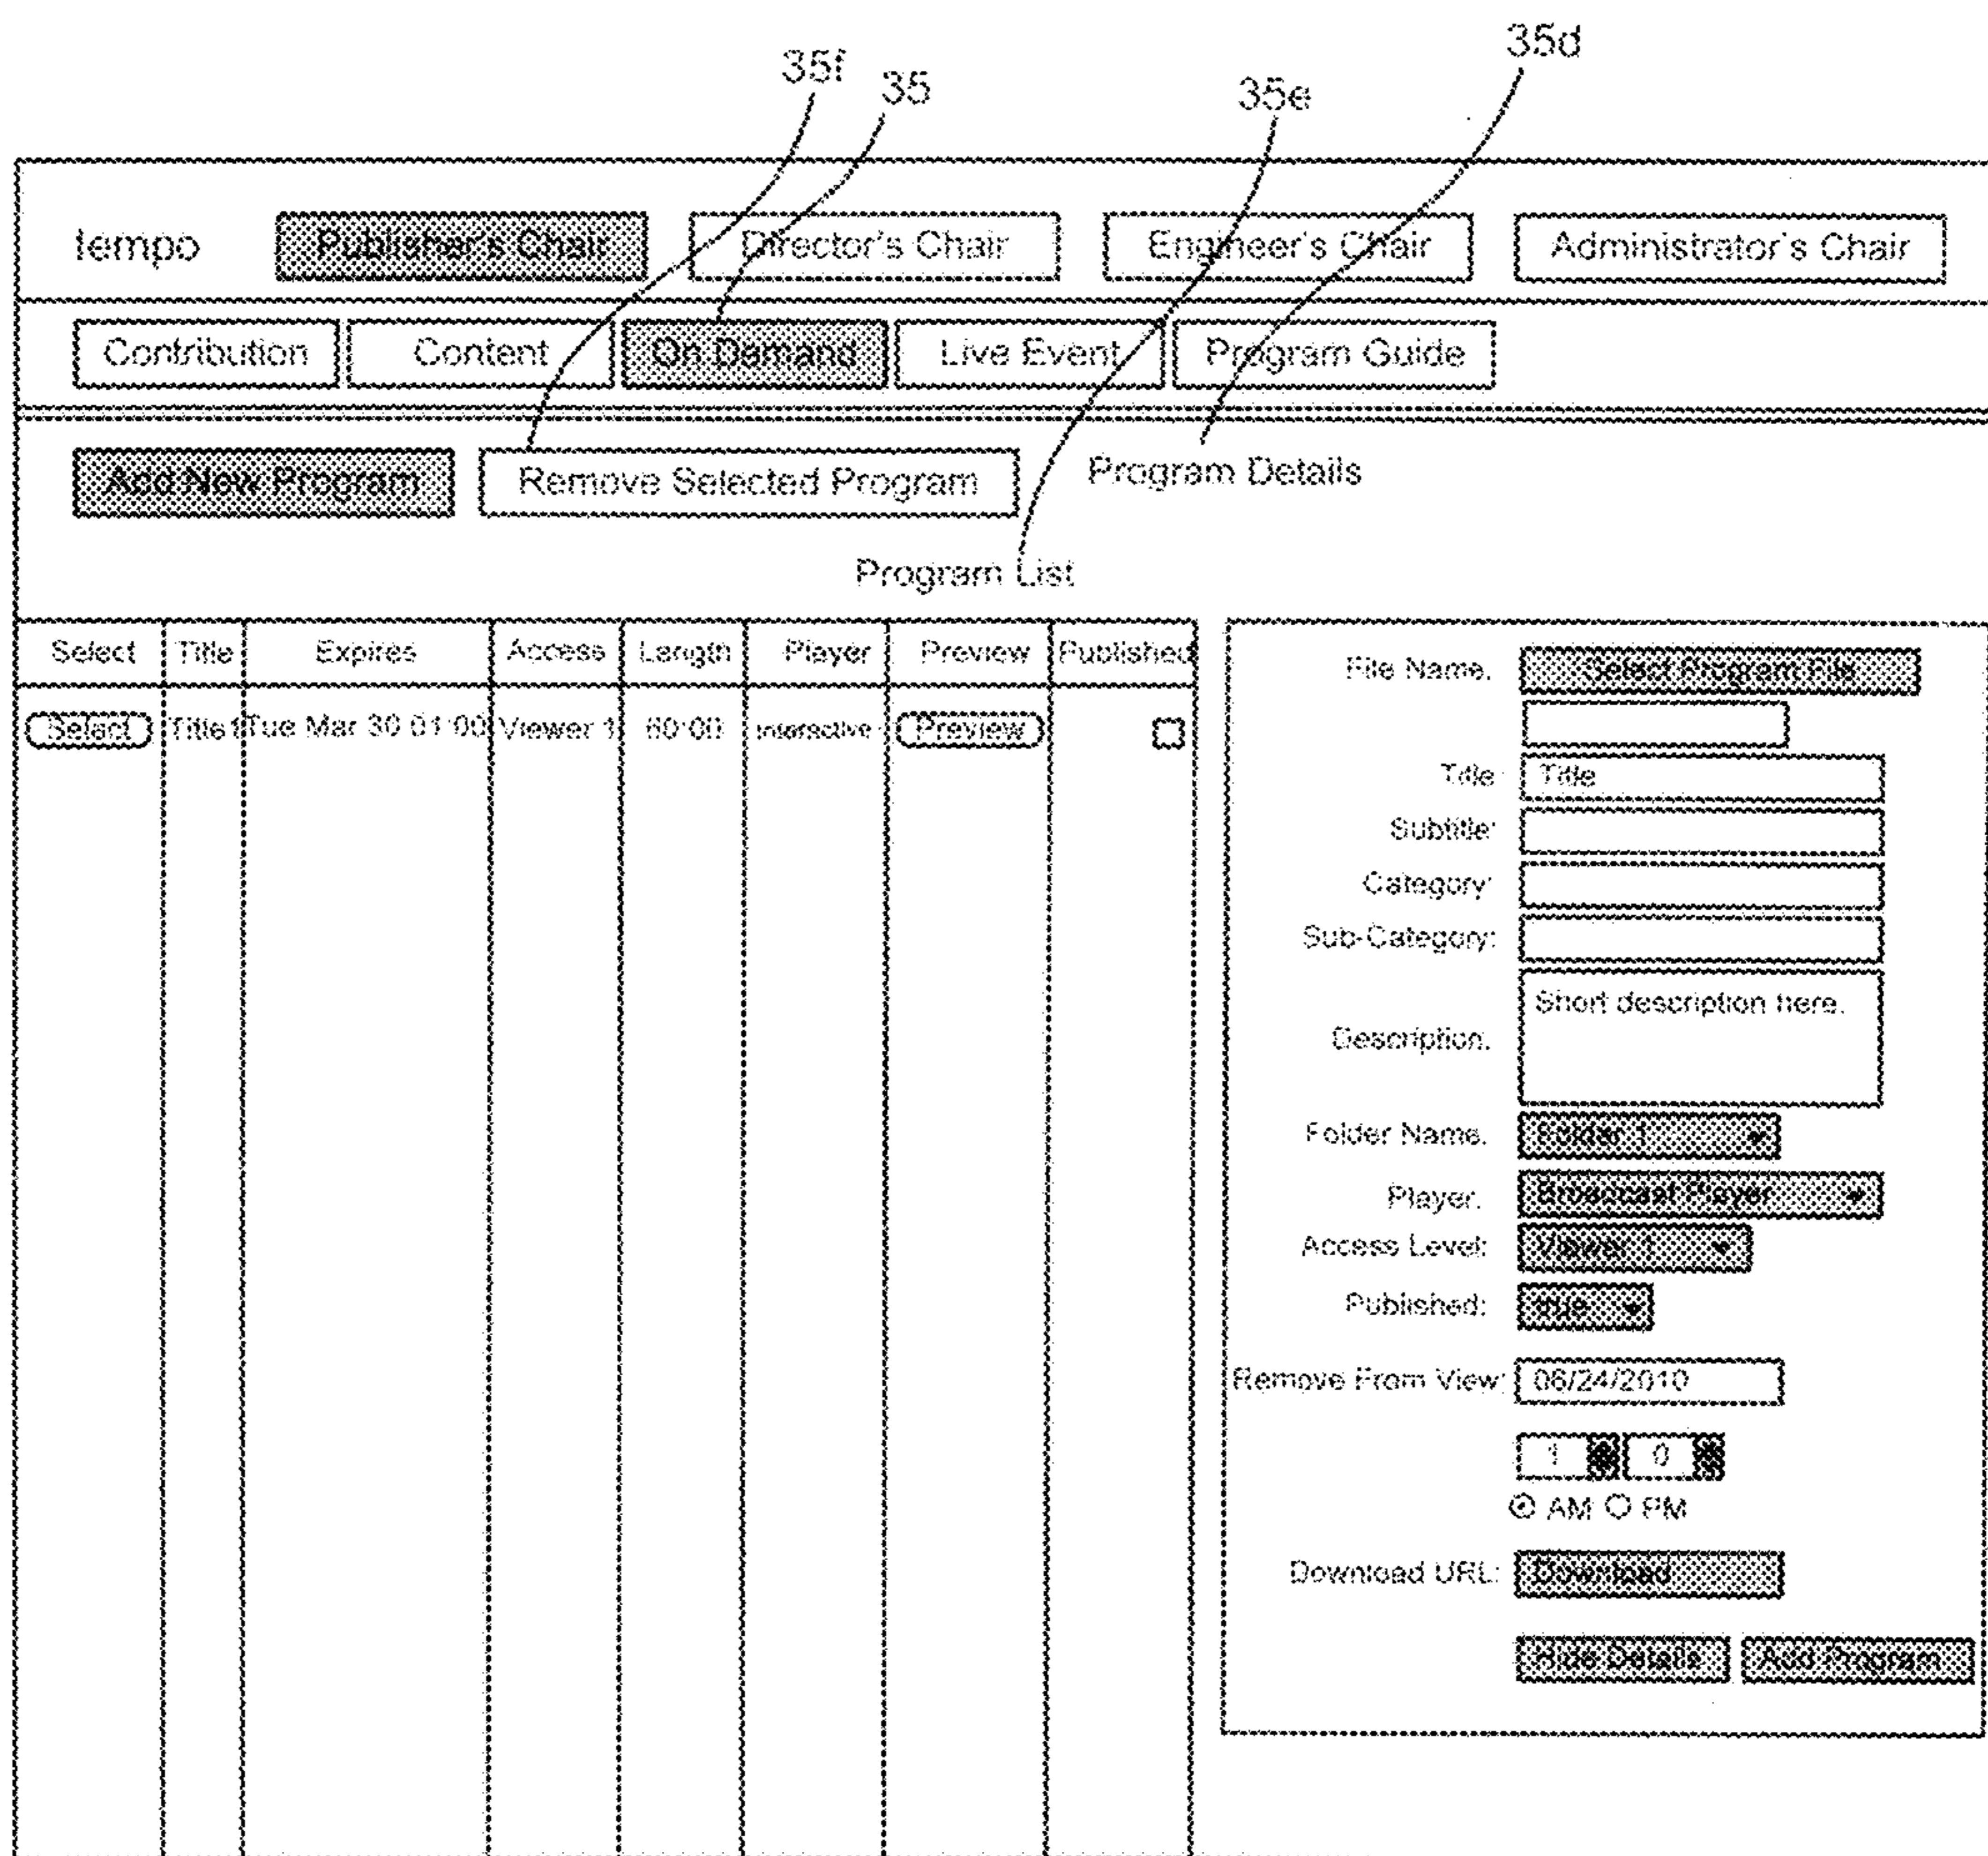 35f 35 35e 35d
tempo Publisher's Chair Director's Chair Engineer's Chair Administrator's Chair
Contribution Content On Demand Live Event Program Guide
Add New Program Remove Selected Program Program Details
Program List
Select Title Expires Access Length Player Preview Published
Select Title1 Tue Mar 30 01:00 Viewer 1 60:00 Interactive Preview
File Name. Select Program File
Title: Title
Subtitle:
Category:
Sub-Category:
Short description here.
Description.
Folder Name. Folder 1
Player. Broadcast Player
Access Level: Viewer 1
Published: true
Remove From View: 06/24/2010
1 0
AM PM
Download URL: Download
Hide Details Add Program